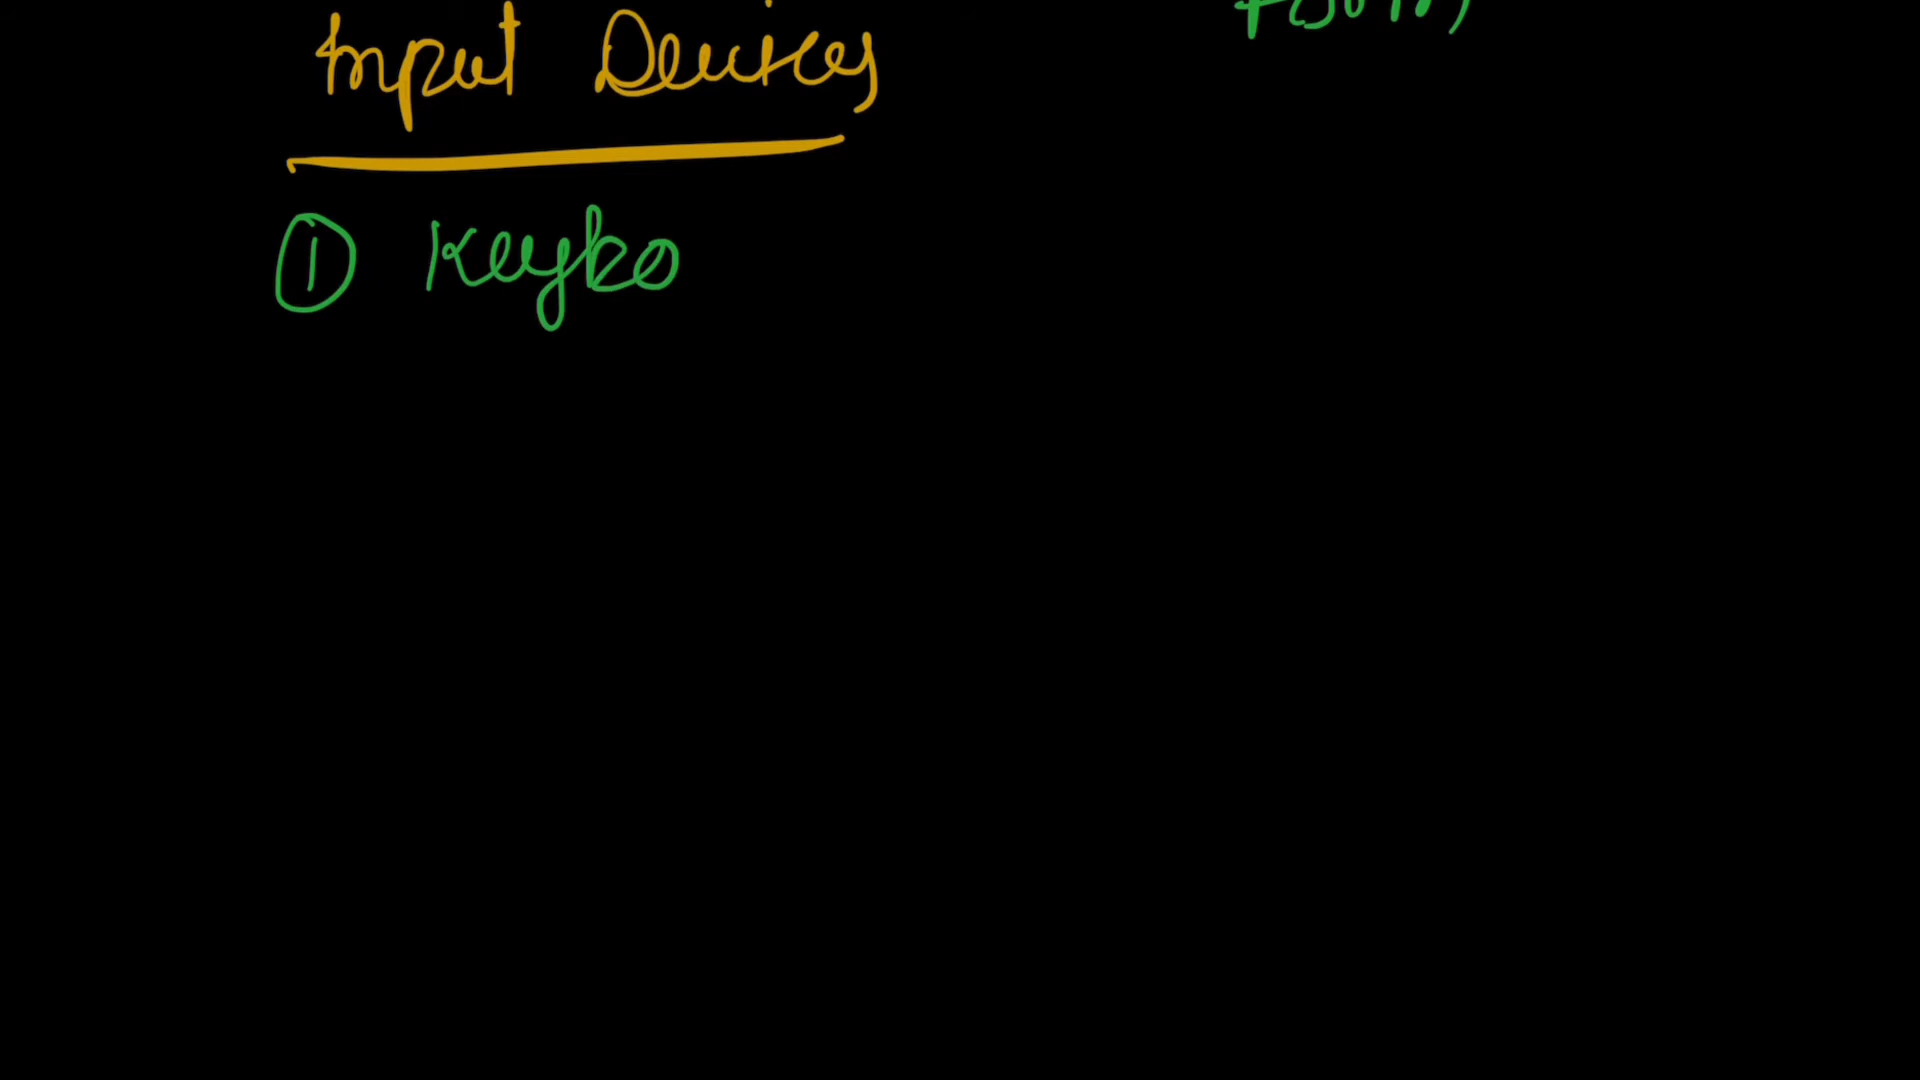 Input Devices
① Keybo